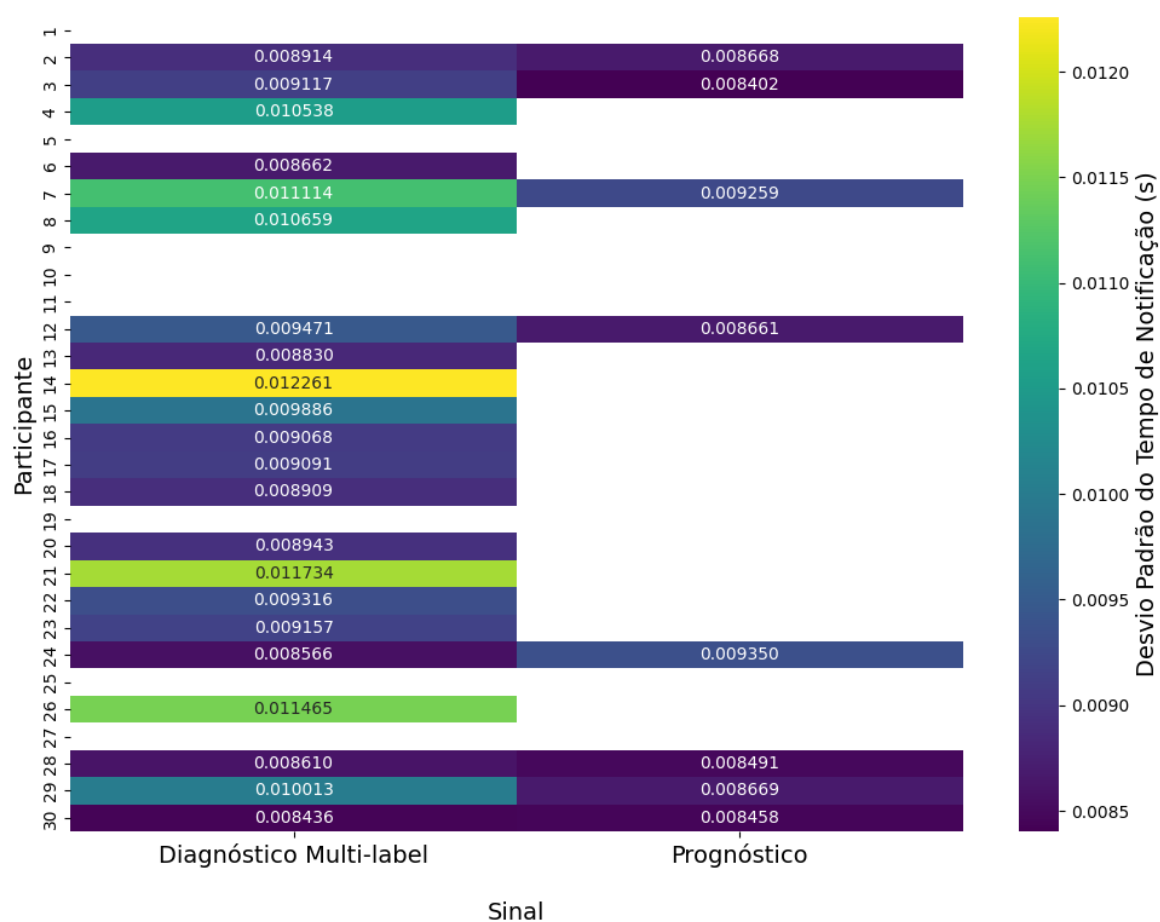 1
2 0.008914 0.008668
3 0.009117 0.008402
4 0.010538
5
6 0.008662
7 0.011114 0.009259
8 0.010659
9
10
11
12 0.009471 0.008661
13 0.008830
14 0.012261
15 0.009886
16 0.009068
17 0.009091
18 0.008909
19
20 0.008943
21 0.011734
22 0.009316
23 0.009157
24 0.008566 0.009350
25
26 0.011465
27
28 0.008610 0.008491
29 0.010013 0.008669
30 0.008436 0.008458
Participante
Diagnóstico Multi-label Prognóstico
Sinal
0.0120
0.0115
0.0110
0.0105
0.0100
0.0095
0.0090
0.0085
Desvio Padrão do Tempo de Notificação (s)